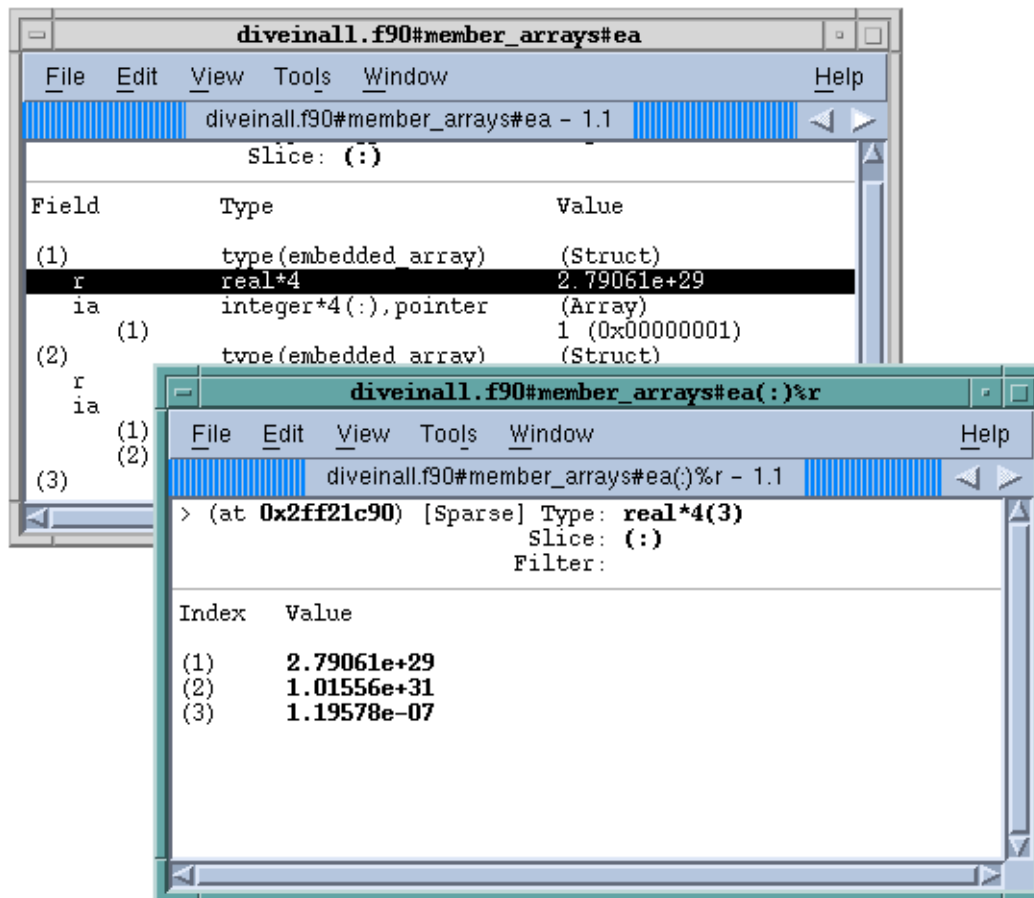 diveinall.f90#member_arrays#ea
File Edit View Tools Window Help
diveinall.f90#member_arrays#ea - 1.1
Slice: (:)
Field Type Value
(1) type(embedded_array) (Struct)
r real*4 2.79061e+29
ia integer*4(:),pointer (Array)
(1) 1 (0x00000001)
(2) type(embedded_array) (Struct)
r
ia
(1)
(2)
(3)
diveinall.f90#member_arrays#ea(:)%r
File Edit View Tools Window Help
diveinall.f90#member_arrays#ea(:)%r - 1.1
> (at 0x2ff21c90) [Sparse] Type: real*4(3)
Slice: (:)
Filter:
Index Value
(1) 2.79061e+29
(2) 1.01556e+31
(3) 1.19578e-07